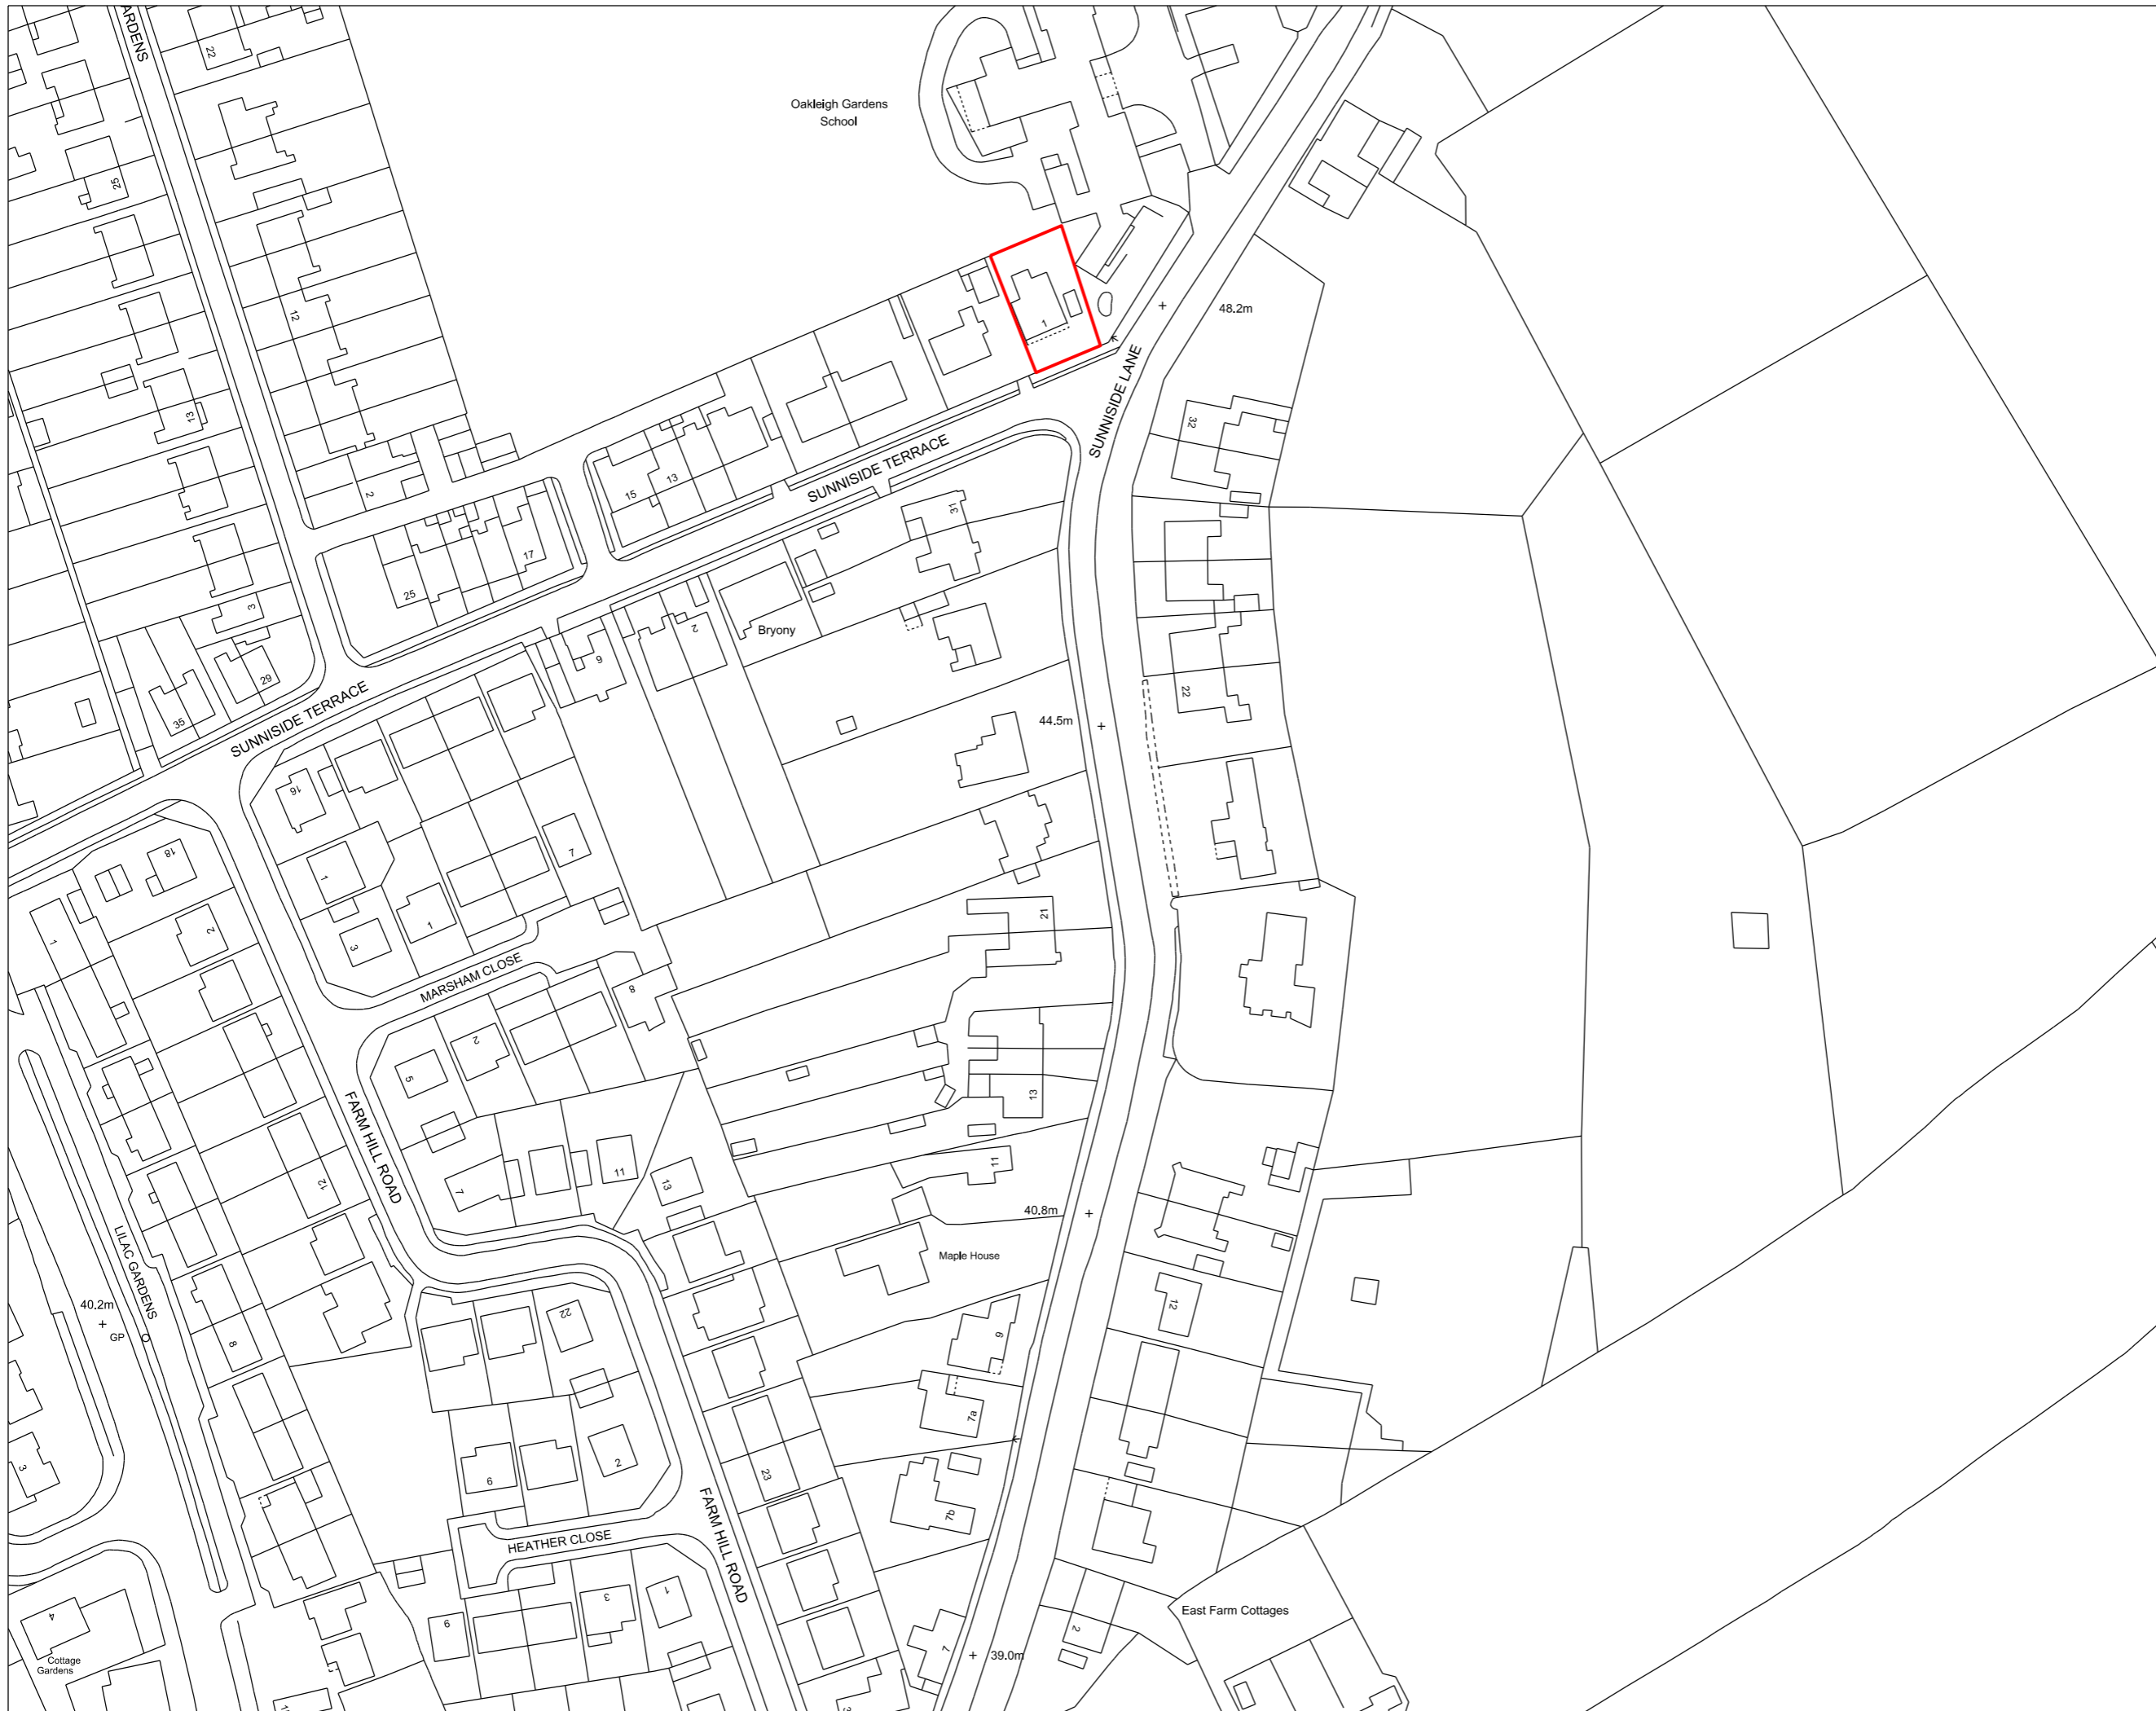 ARDENS
22
Oakleigh Gardens
School
25
12
1
48.2m
13
SUNNISIDE LANE
32
2
15
13
SUNNISIDE TERRACE
31
17
25
3
2
Bryony
9
29
35
SUNNISIDE TERRACE
22
44.5m
16
18
7
1
1
3
1
2
21
MARSHAM CLOSE
8
2
5
13
FARM HILL ROAD
11
7
11
13
12
40.8m
Maple House
LILAC GARDENS
40.2m
GP
8
22
12
9
7a
3
6
2
23
7b
FARM HILL ROAD
HEATHER CLOSE
3
1
9
4
Cottage
Gardens
East Farm Cottages
2
7
39.0m